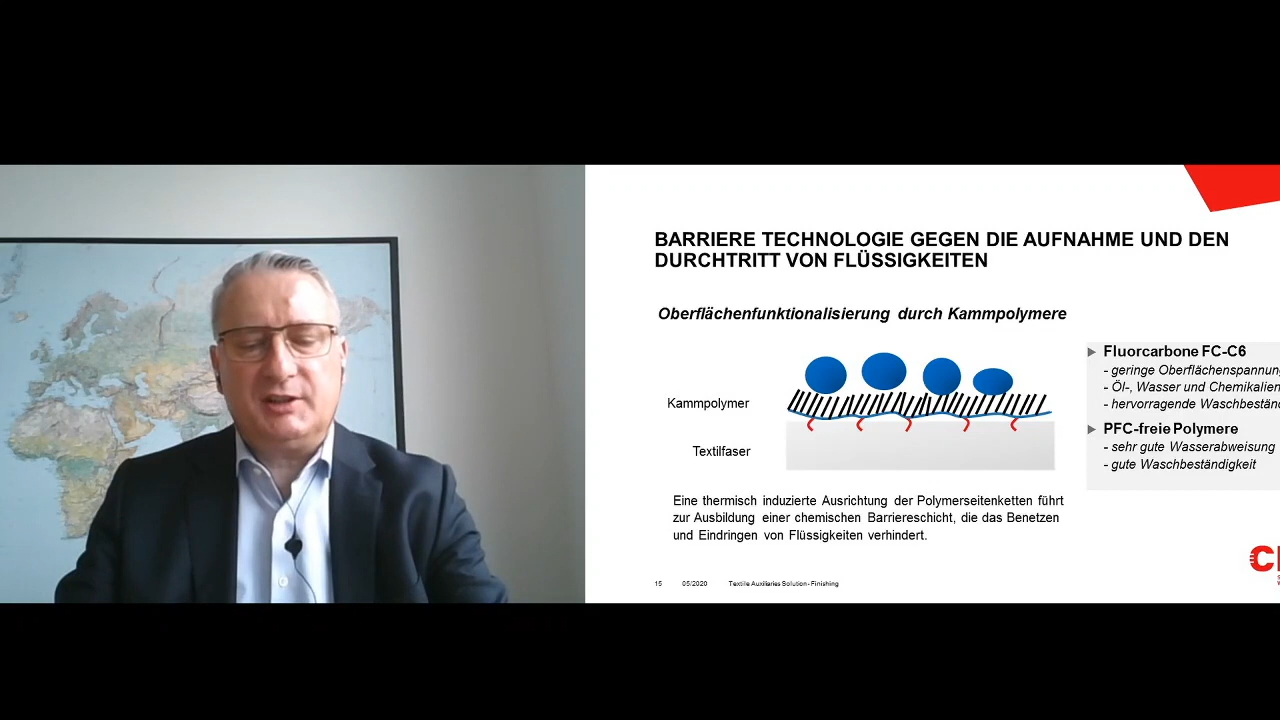 BARRIERE TECHNOLOGIE GEGEN DIE AUFNAHME UND DEN
DURCHTRITT VON FLÜSSIGKEITEN
Oberflächenfunktionalisierung durch Kammpolymere
Kammpolymer
Textilfaser
Eine thermisch induzierte Ausrichtung der Polymerseitenketten führt
zur Ausbildung einer chemischen Barriereschicht, die das Benetzen
und Eindringen von Flüssigkeiten verhindert.
Fluorcarbone FC-C6
- geringe Oberflächenspannung
- Öl-, Wasser und Chemikalien
- hervorragende Waschbestän
PFC-freie Polymere
- sehr gute Wasserabweisung
- gute Waschbeständigkeit
15 05/2020 Textile Auxiliaries Solution - Finishing